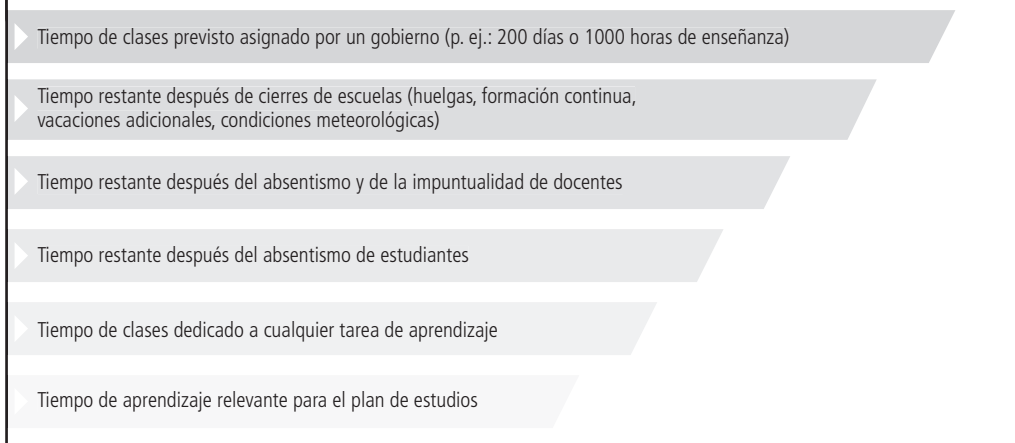 Tiempo de clases previsto asignado por un gobierno (p. ej.: 200 días o 1000 horas de enseñanza)
Tiempo restante después de cierres de escuelas (huelgas, formación continua,
vacaciones adicionales, condiciones meteorológicas)
Tiempo restante después del absentismo y de la impuntualidad de docentes
Tiempo restante después del absentismo de estudiantes
Tiempo de clases dedicado a cualquier tarea de aprendizaje
Tiempo de aprendizaje relevante para el plan de estudios